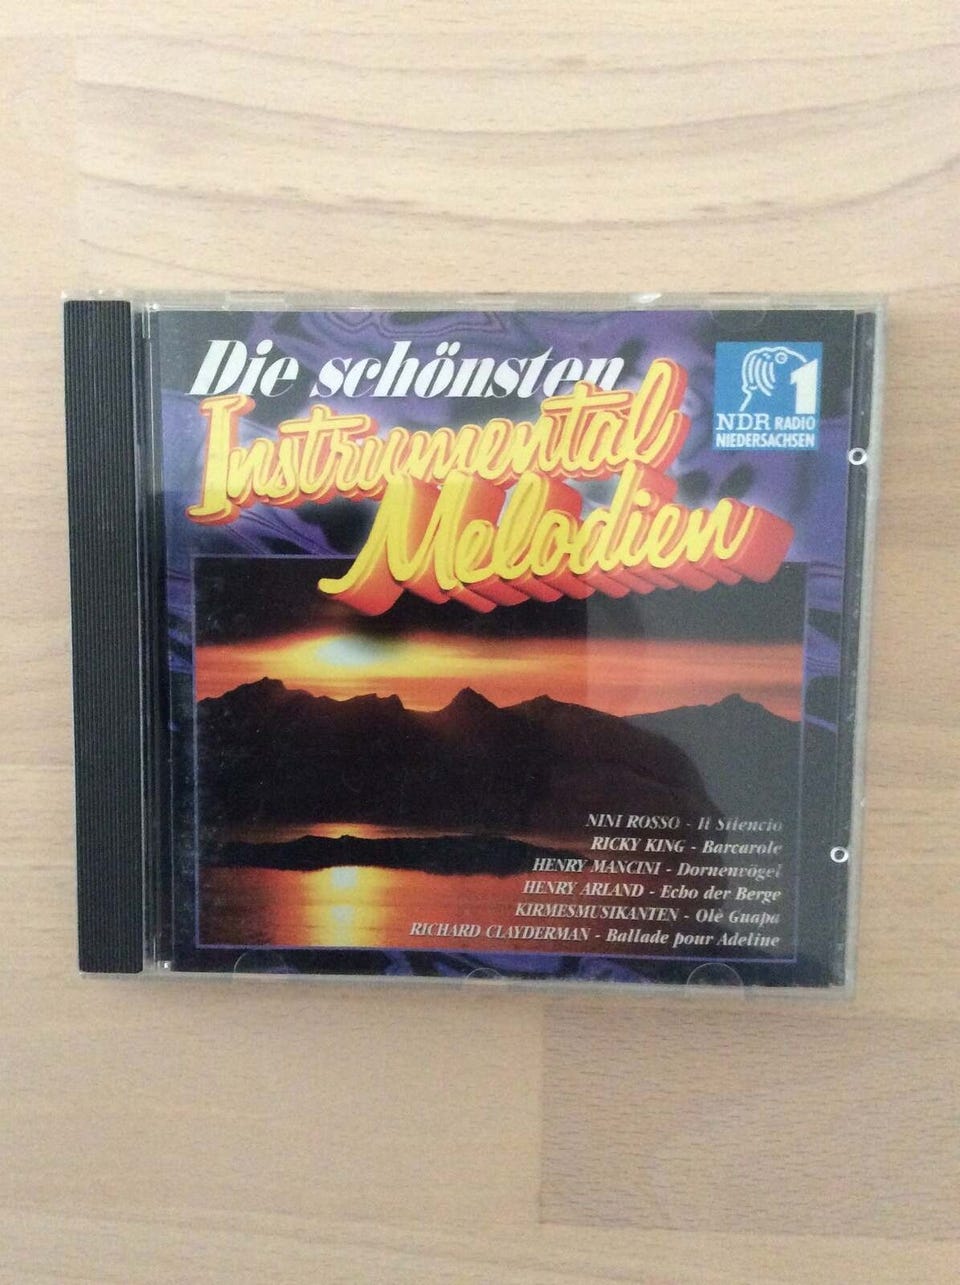 Die schönsten
Instrumental
Melodien
1
NDR RADIO
NIEDERSACHSEN
NINI ROSSO - Il Silencio
RICKY KING - Barcarole
HENRY MANCINI - Dornenvögel
HENRY ARLAND - Echo der Berge
KIRMESMUSIKANTEN - Olè Guapa
RICHARD CLAYDERMAN - Ballade pour Adeline